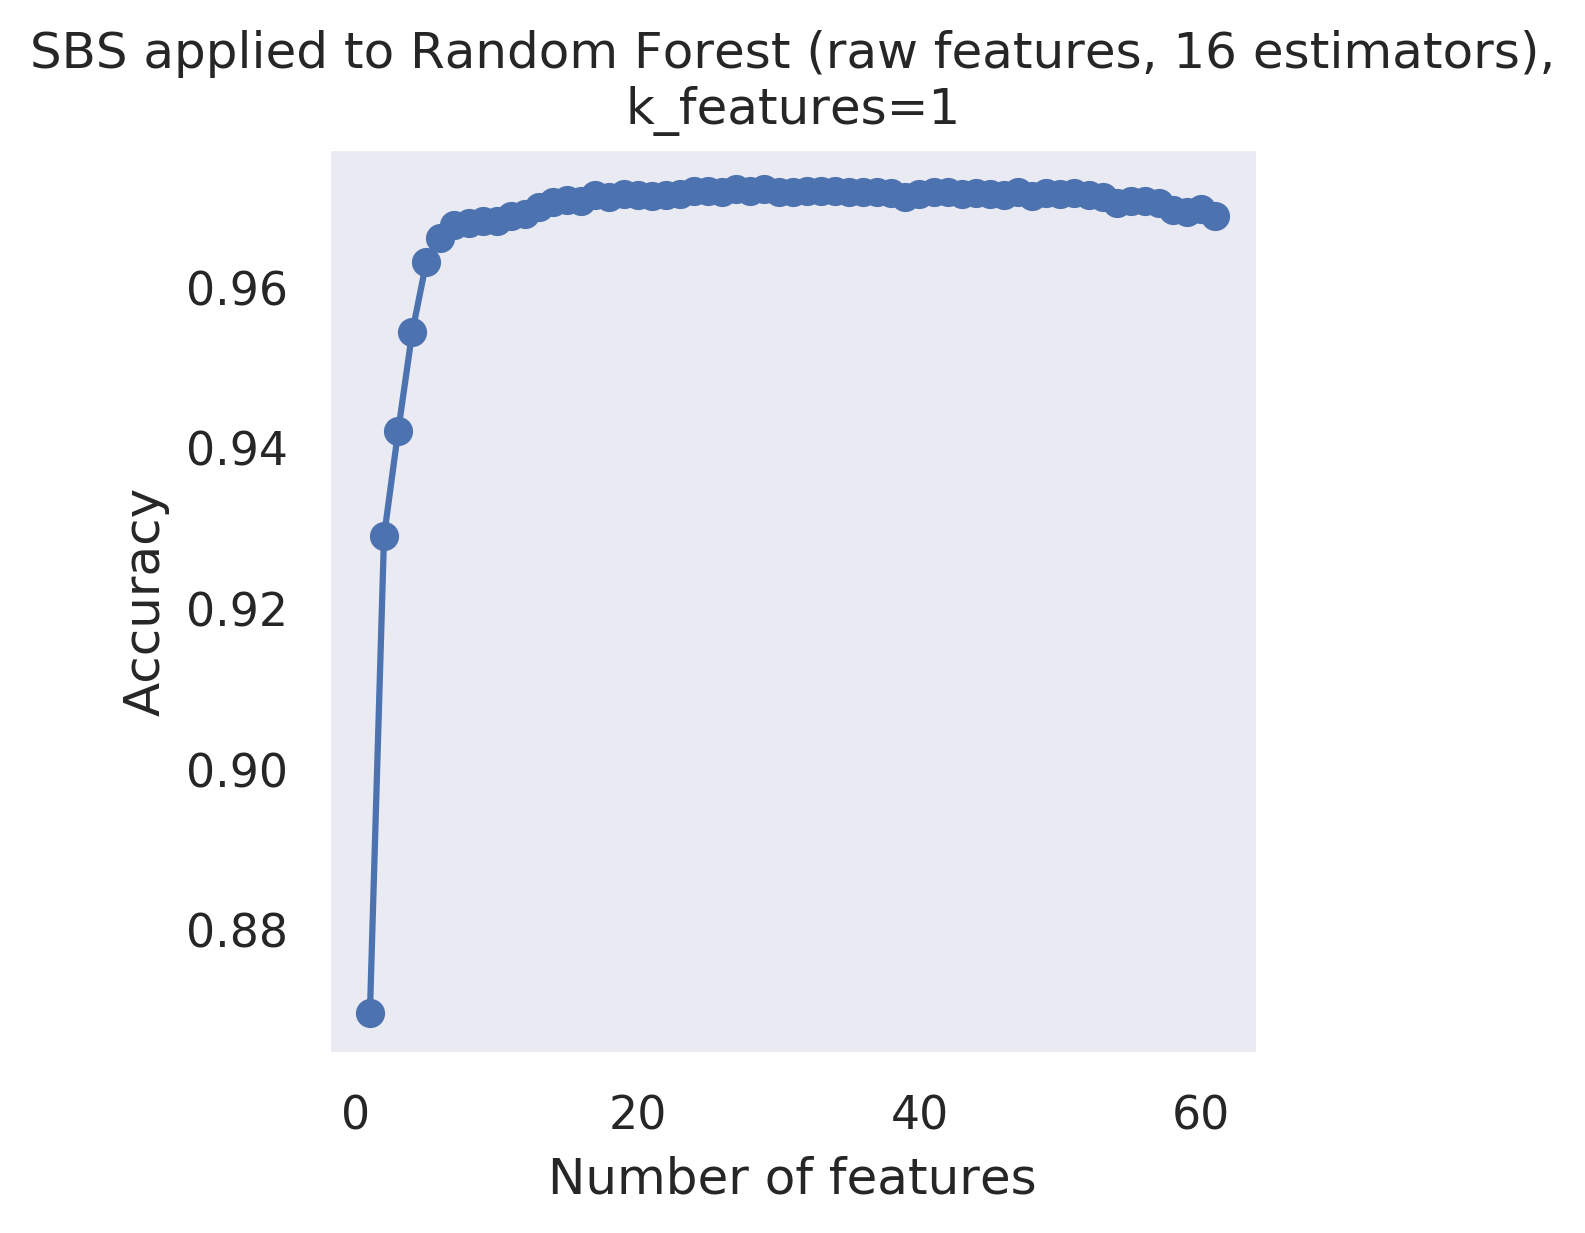 SBS applied to Random Forest (raw features, 16 estimators),
k_features=1
0.96
0.94
0.92
0.90
0.88
Accuracy
0 20 40 60
Number of features